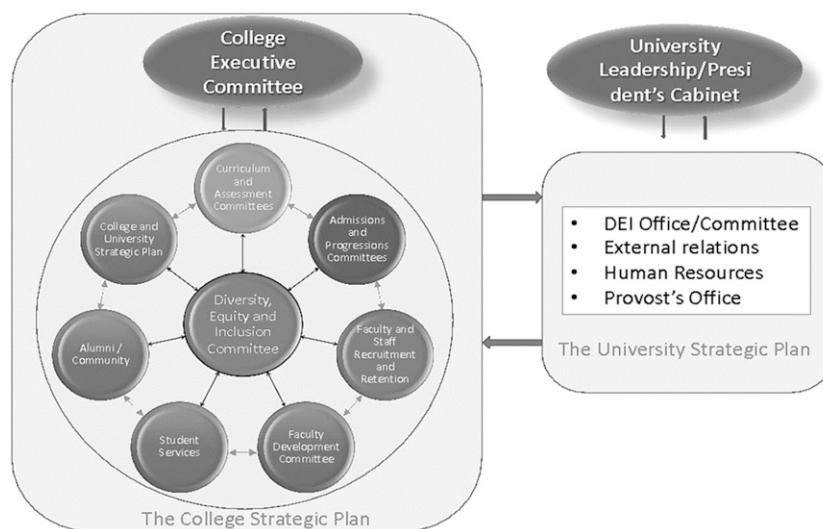 College
Executive
Committee
University
Leadership/Presi
dent's Cabinet
Curriculum
and
Assessment
Committees
College and
University
Strategic Plan
Admissions
and
Progressions
Committees
Diversity,
Equity and
Inclusion
Committee
Alumni /
Community
Faculty and
Staff
Recruitment
and
Retention
Student
Services
Faculty
Development
Committee
The College Strategic Plan
• DEI Office/Committee
• External relations
• Human Resources
• Provost's Office
The University Strategic Plan